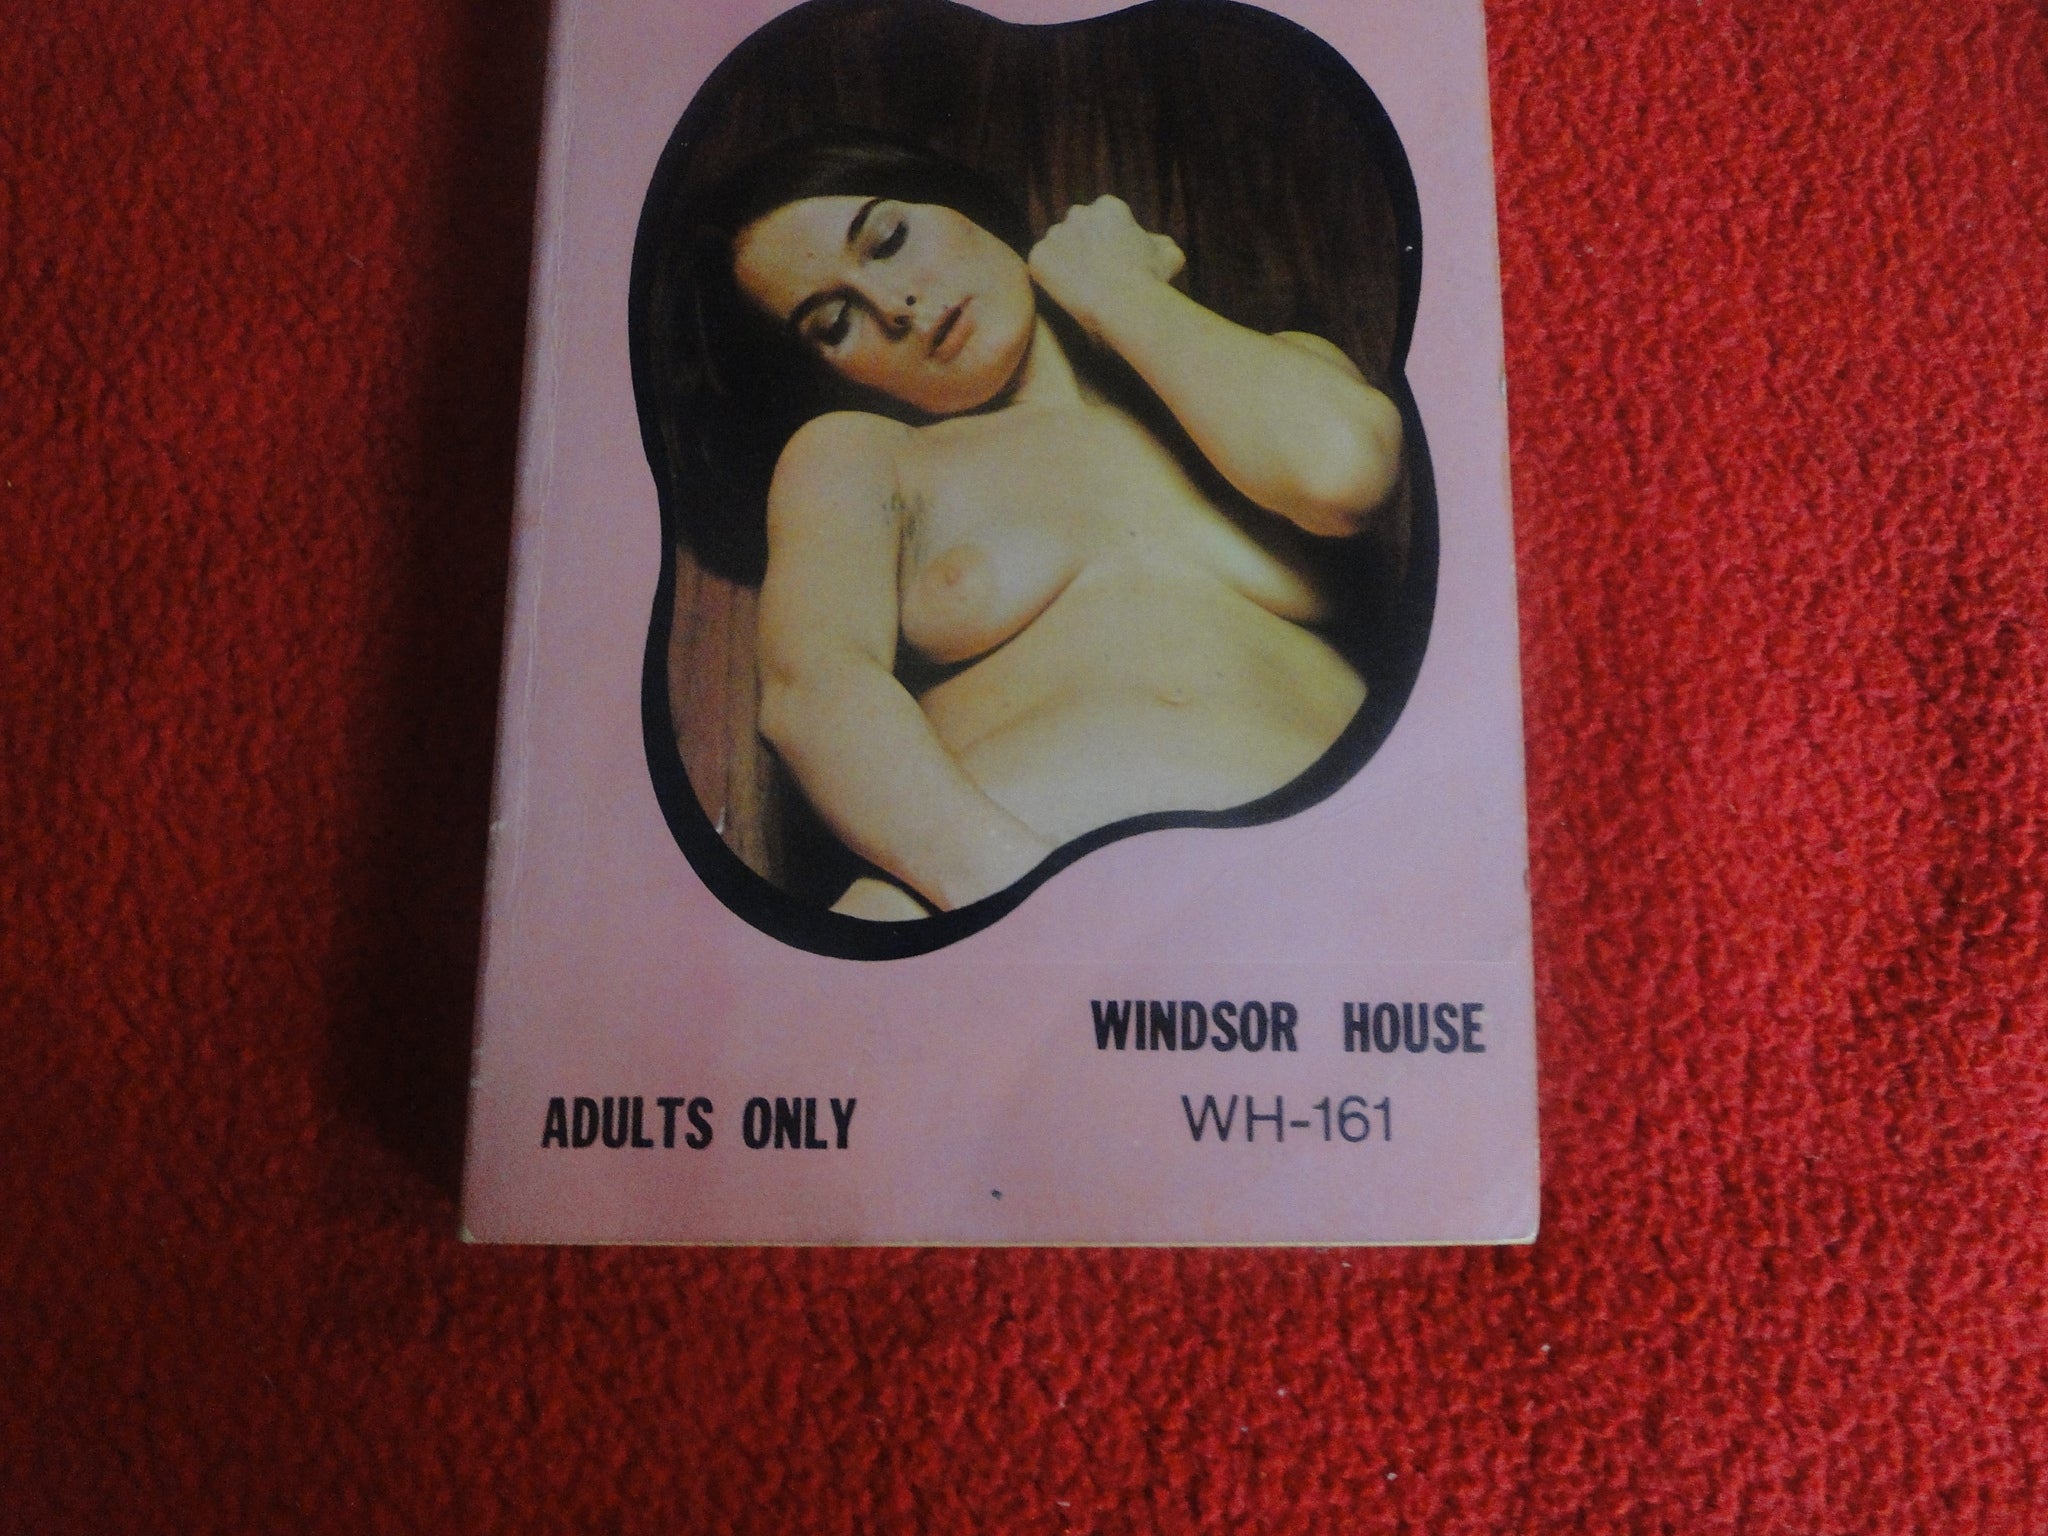 WINDSOR HOUSE
WH-161
ADULTS ONLY